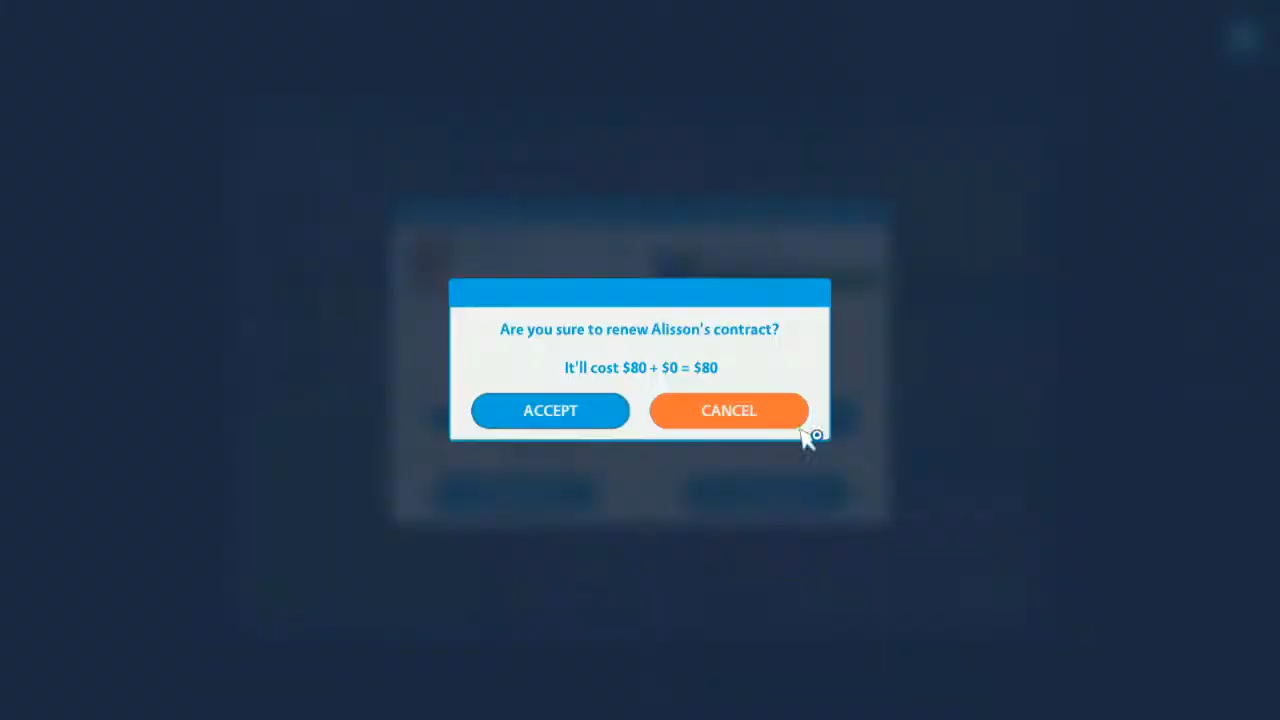 Are you sure to renew Alisson's contract?
It'll cost $80 + $0 = $80
ACCEPT
CANCEL